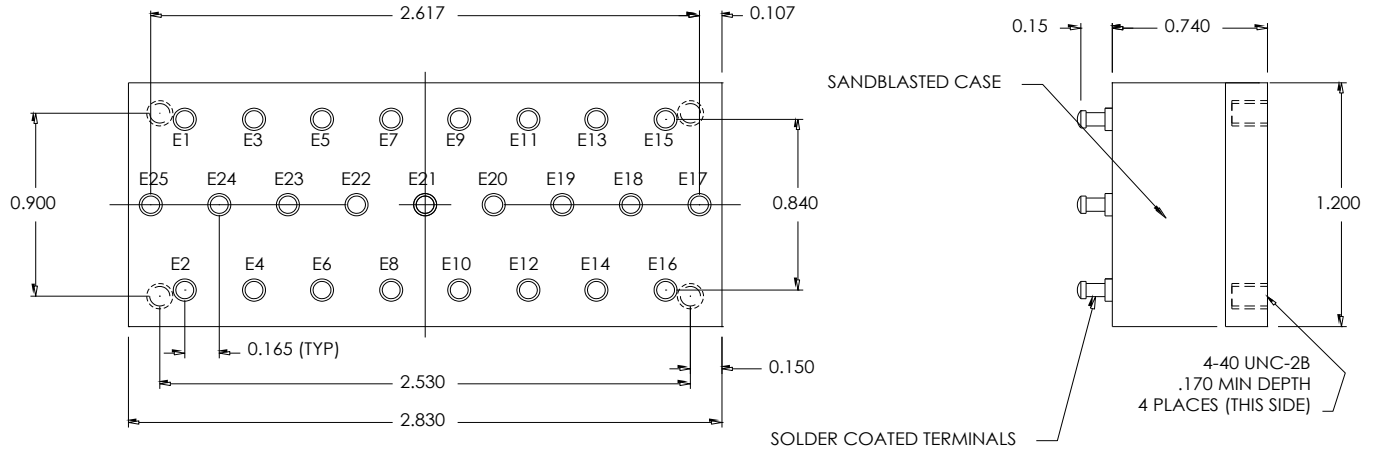 2.617
0.107
E1 E3 E5 E7 E9 E11 E13 E15
E25 E24 E23 E22 E21 E20 E19 E18 E17
0.900
0.840
E2 E4 E6 E8 E10 E12 E14 E16
0.165 (TYP)
0.150
2.530
2.830
0.15
0.740
SANDBLASTED CASE
1.200
4-40 UNC-2B
.170 MIN DEPTH
4 PLACES (THIS SIDE)
SOLDER COATED TERMINALS